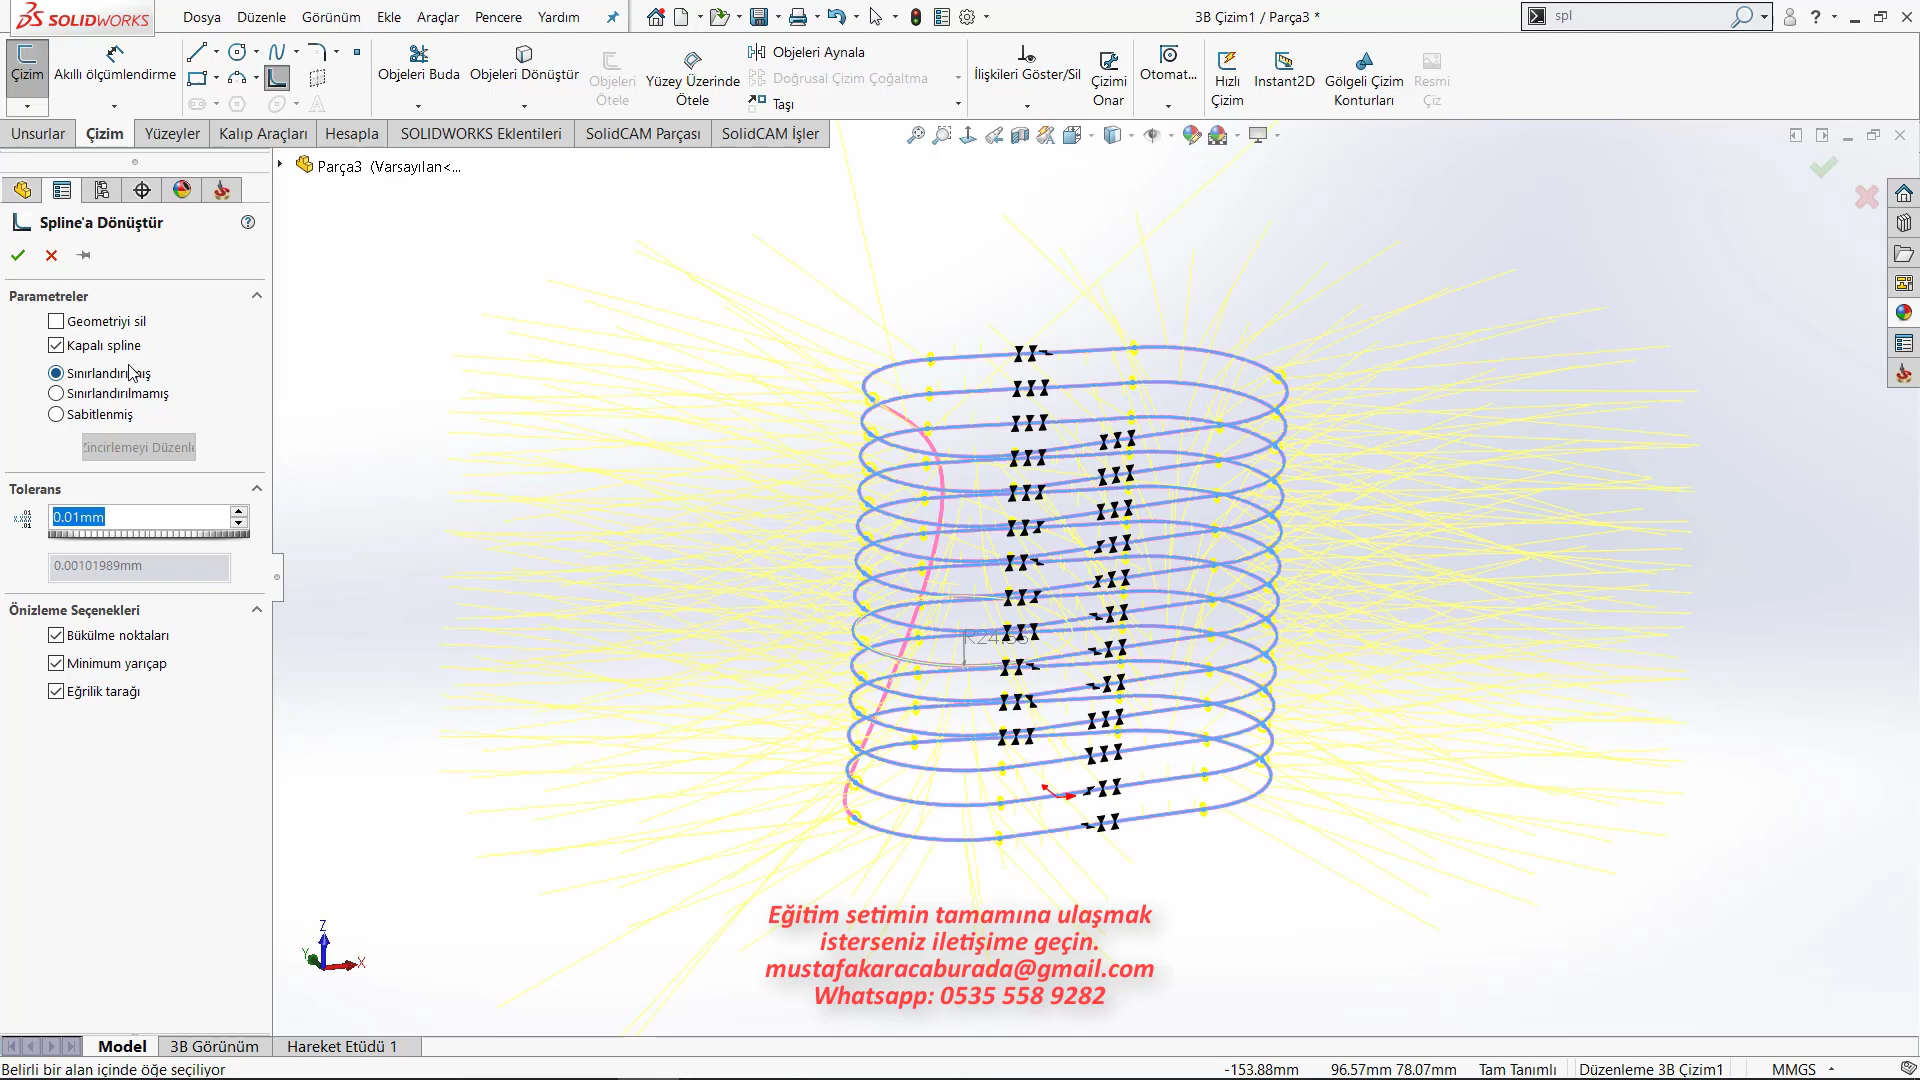 SOLIDWORKS
Dosya Düzenle Görünüm Ekle Araçlar Pencere Yardım
3B Çizim1 / Parça3 *
spl
Çizim
Akıllı ölçümlendirme
Objeleri Buda
Objeleri Dönüştür
Objeleri Ötele
Yüzey Üzerinde Ötele
Objeleri Aynala
Doğrusal Çizim Çoğaltma
Taşı
İlişkileri Göster/Sil
Çizimi Onar
Otomat...
Hızlı Çizim
Instant2D
Gölgeli Çizim Konturları
Resmi Çiz
Unsurlar Çizim Yüzeyler Kalıp Araçları Hesapla SOLIDWORKS Eklentileri SolidCAM Parçası SolidCAM İşler
Parça3 (Varsayılan<...
Spline'a Dönüştür
Parametreler
Geometriyi sil
Kapalı spline
Sınırlandırılmış
Sınırlandırılmamış
Sabitlenmiş
Zincirlemeyi Düzenle
Tolerans
0.01mm
0.00101989mm
Önizleme Seçenekleri
Bükülme noktaları
Minimum yarıçap
Eğrilik tarağı
Z
Y
X
Eğitim setimin tamamına ulaşmak
isterseniz iletişime geçin.
mustafakaracaburada@gmail.com
Whatsapp: 0535 558 9282
Model 3B Görünüm Hareket Etüdü 1
Belirli bir alan içinde öğe seçiliyor
-153.88mm 96.57mm 78.07mm Tam Tanımlı Düzenleme 3B Çizim1 MMGS